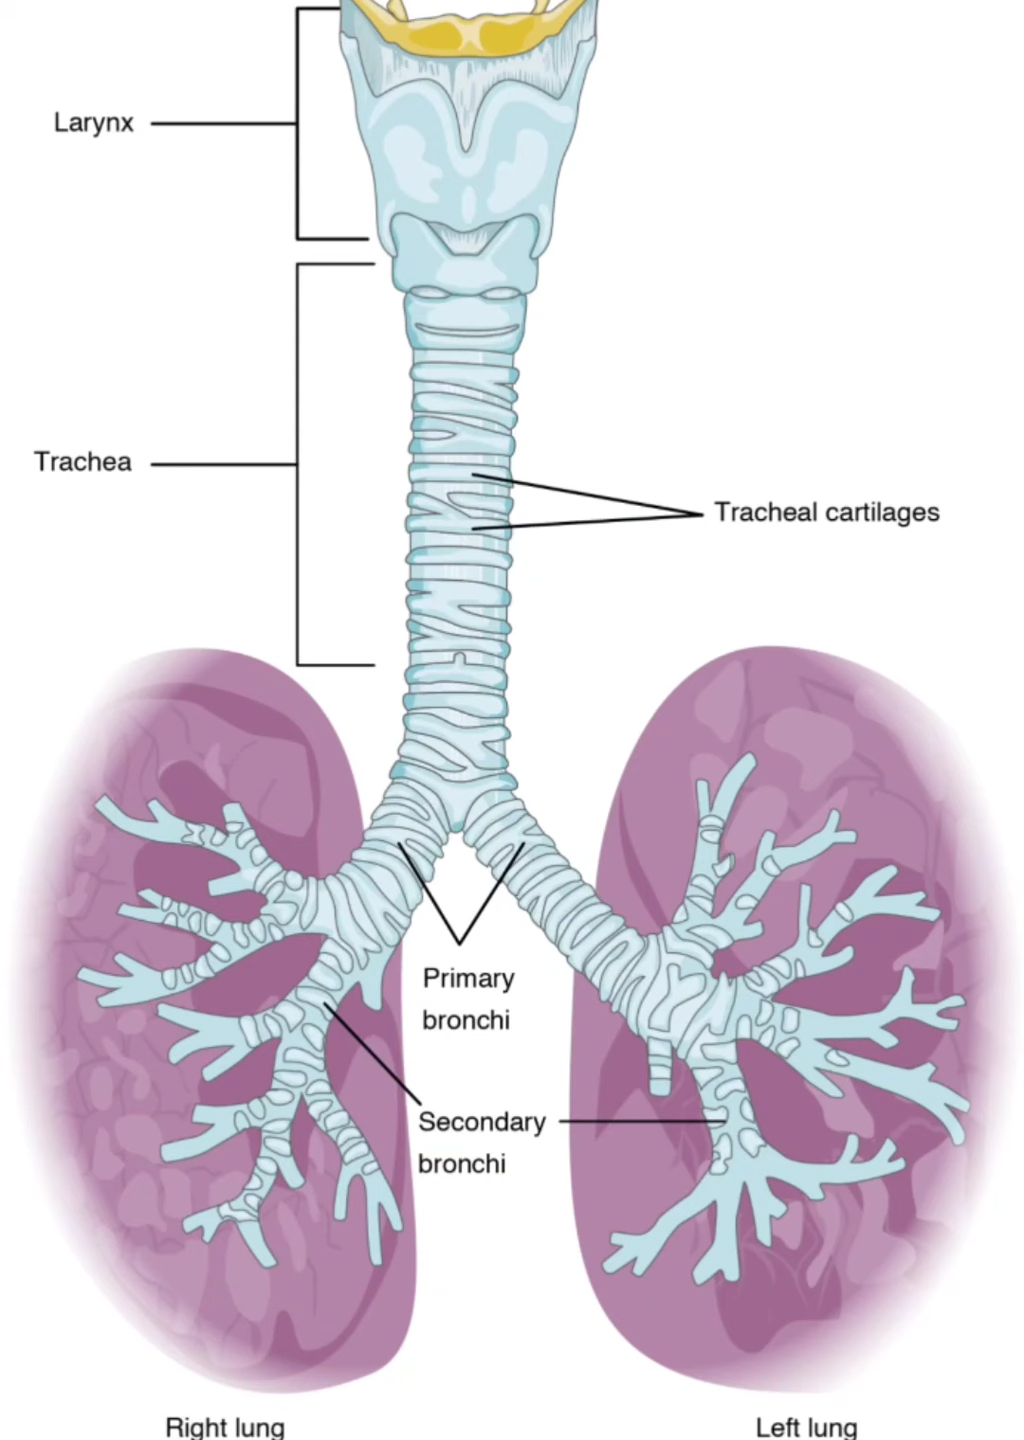 Larynx
Trachea
Tracheal cartilages
Primary
bronchi
Secondary
bronchi
Right lung
Left lung